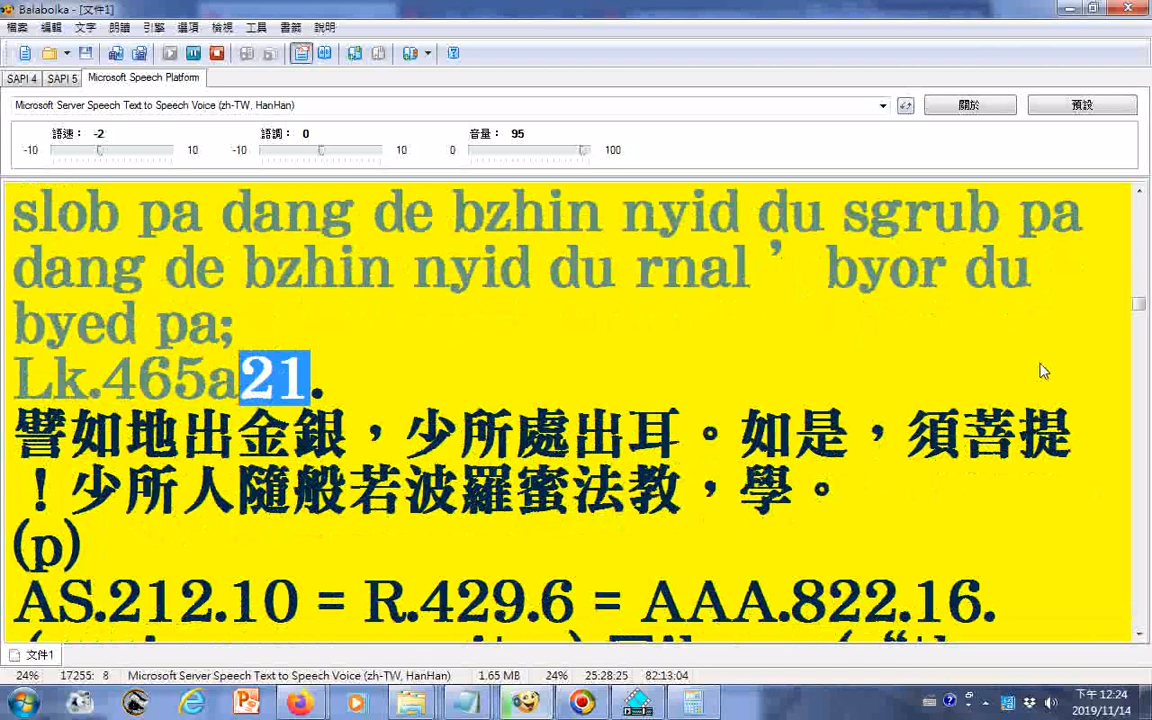 Balabolka - [文件1]
檔案 編輯 文字 朗讀 引擎 選項 檢視 工具 書籤 說明
SAPI 4 SAPI 5 Microsoft Speech Platform
Microsoft Server Speech Text to Speech Voice (zh-TW, HanHan) 關於 預設
語速： -2 語調： 0 音量： 95
-10 10 -10 10 0 100
slob pa dang de bzhin nyid du sgrub pa
dang de bzhin nyid du rnal ’ byor du
byed pa;
Lk.465a21.
譬如地出金銀，少所處出耳。如是，須菩提
！少所人隨般若波羅蜜法教，學。
(p)
AS.212.10 = R.429.6 = AAA.822.16.
文件1
24% 17255: 8 Microsoft Server Speech Text to Speech Voice (zh-TW, HanHan) 1.65 MB 24% 25:28:25 82:13:04
下午 12:24
2019/11/14